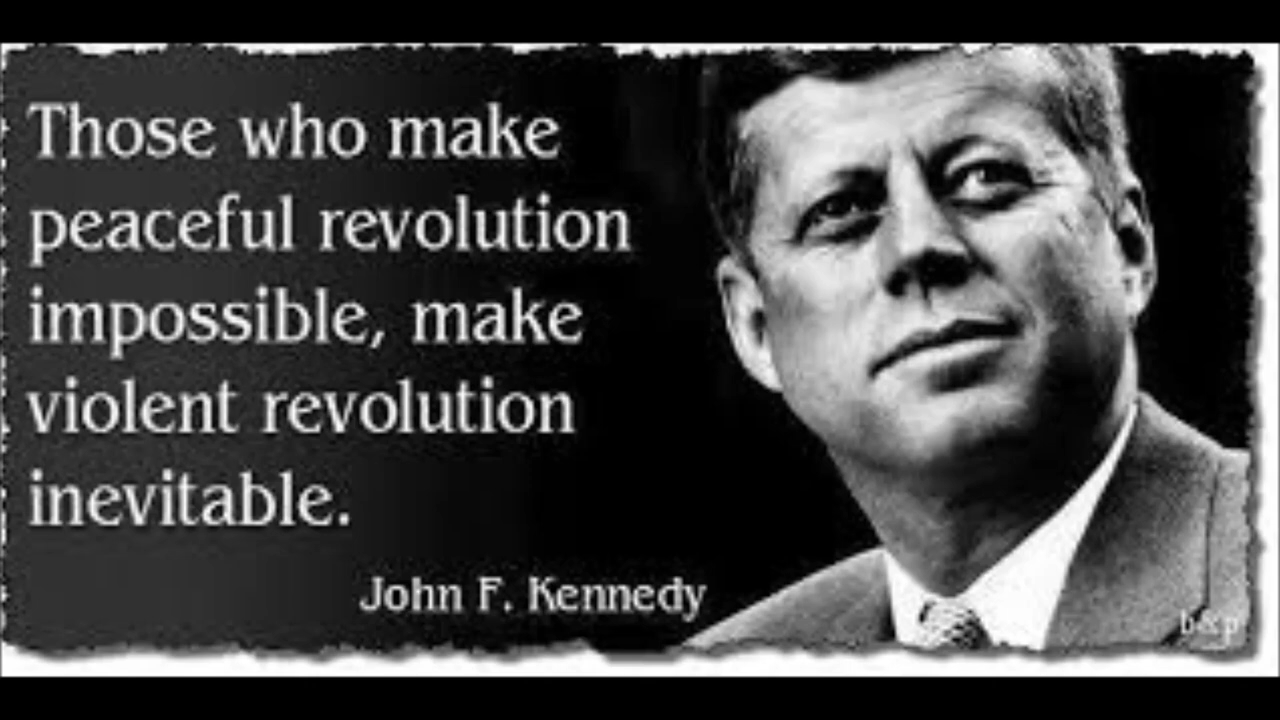 Those who make
peaceful revolution
impossible, make
violent revolution
inevitable.
John F. Kennedy
b&p